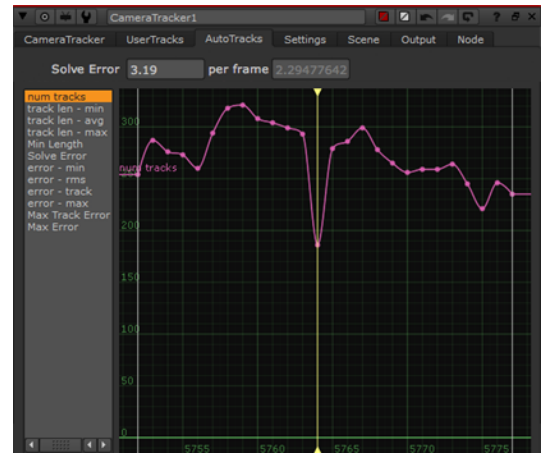 CameraTracker1
? 
CameraTracker UserTracks AutoTracks Settings Scene Output Node
Solve Error 3.19 per frame 2.29477642
num tracks
track len - min
track len - avg
track len - max
Min Length
Solve Error
error - min
error - rms
error - track
error - max
Max Track Error
Max Error
300
num tracks
200
150
100
50
0
5755 5760 5765 5770 5775